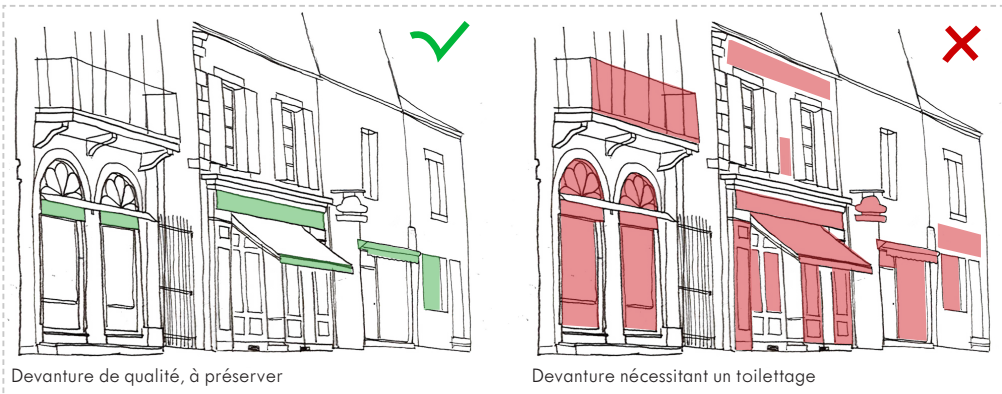 Devanture de qualité, à préserver
Devanture nécessitant un toilettage